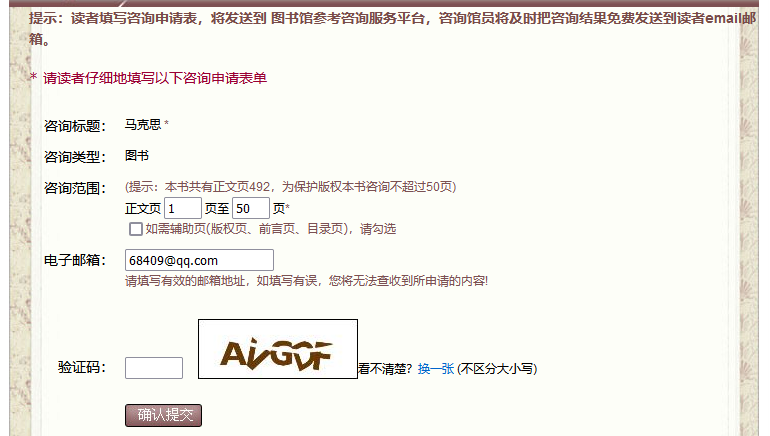 提示：读者填写咨询申请表，将发送到 图书馆参考咨询服务平台，咨询馆员将及时把咨询结果免费发送到读者email邮
箱。
* 请读者仔细地填写以下咨询申请表单
咨询标题： 马克思 *
咨询类型： 图书
咨询范围： (提示：本书共有正文页492，为保护版权本书咨询不超过50页)
正文页 1 页至 50 页*
如需辅助页(版权页、前言页、目录页)，请勾选
电子邮箱： 68409@qq.com
请填写有效的邮箱地址，如填写有误，您将无法查收到所申请的内容!
验证码： 看不清楚？ 换一张 (不区分大小写)
确认提交